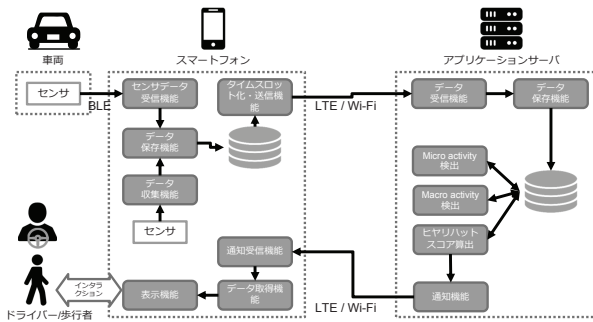 車両
スマートフォン
アプリケーションサーバ
センサ
BLE
センサデータ
受信機能
タイムスロッ
ト化・送信機
能
LTE / Wi-Fi
データ
受信機能
データ
保存機能
データ
保存機能
データ
収集機能
センサ
Micro activity
検出
Macro activity
検出
ヒヤリハット
スコア算出
通知受信機能
データ取得機
能
表示機能
インタラ
クション
通知機能
LTE / Wi-Fi
ドライバー/歩行者